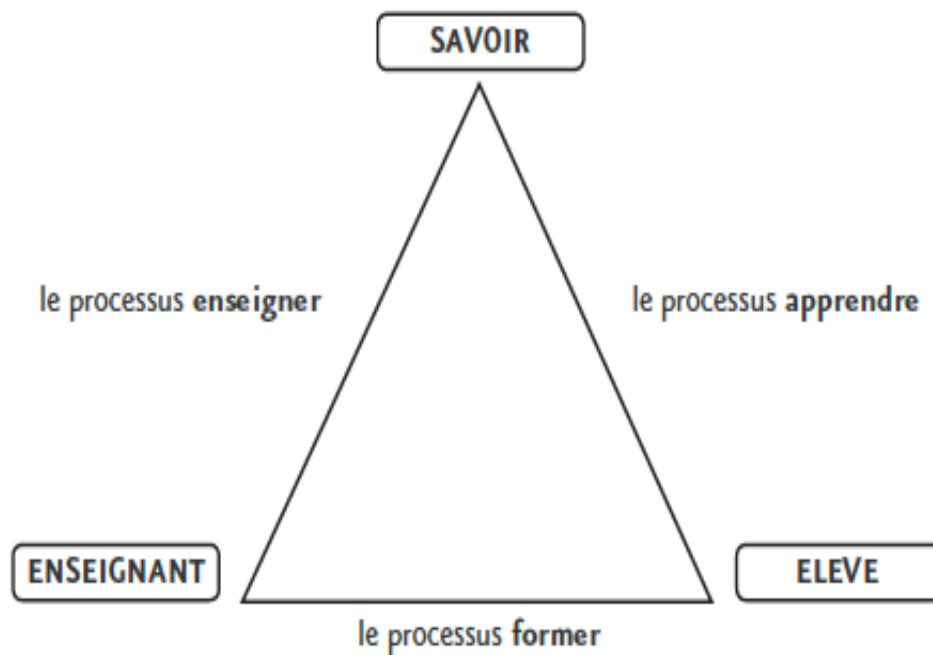 SAVOIR
le processus enseigner
le processus apprendre
ENSEIGNANT
ELEVE
le processus former